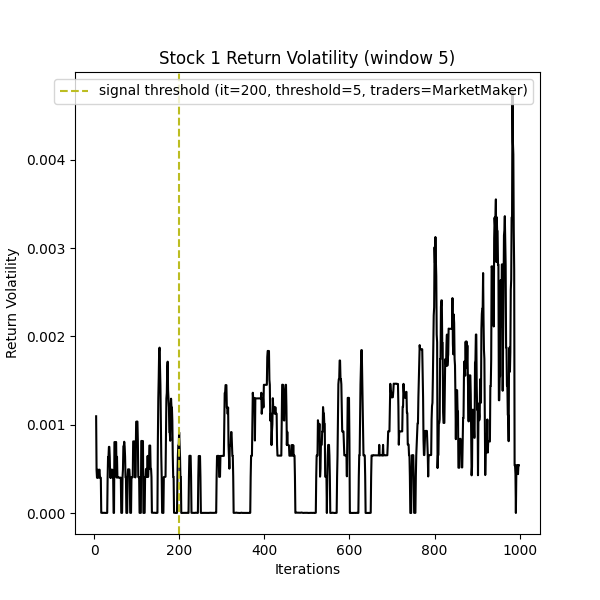 Stock 1 Return Volatility (window 5)
signal threshold (it=200, threshold=5, traders=MarketMaker)
0.004
0.003
0.002
0.001
0.000
Return Volatility
0 200 400 600 800 1000
Iterations